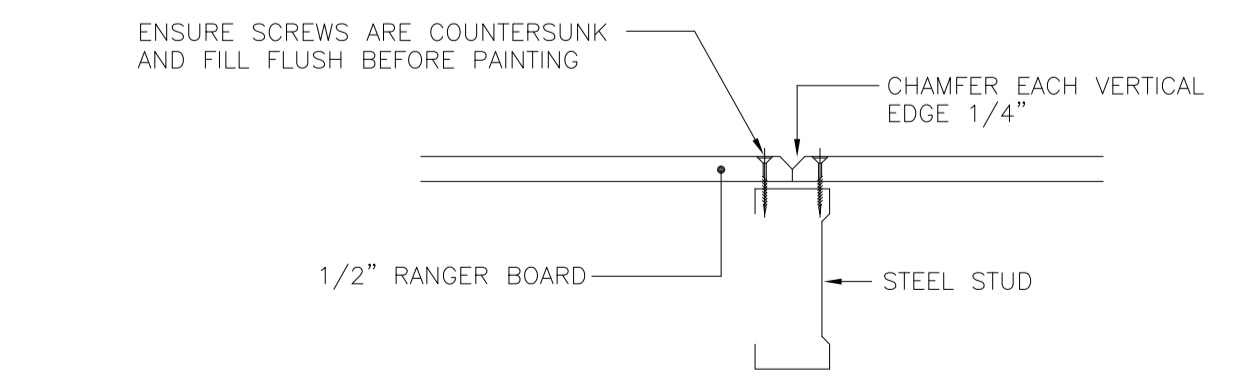 ENSURE SCREWS ARE COUNTERSUNK
AND FILL FLUSH BEFORE PAINTING
CHAMFER EACH VERTICAL
EDGE 1/4”
1/2” RANGER BOARD
STEEL STUD